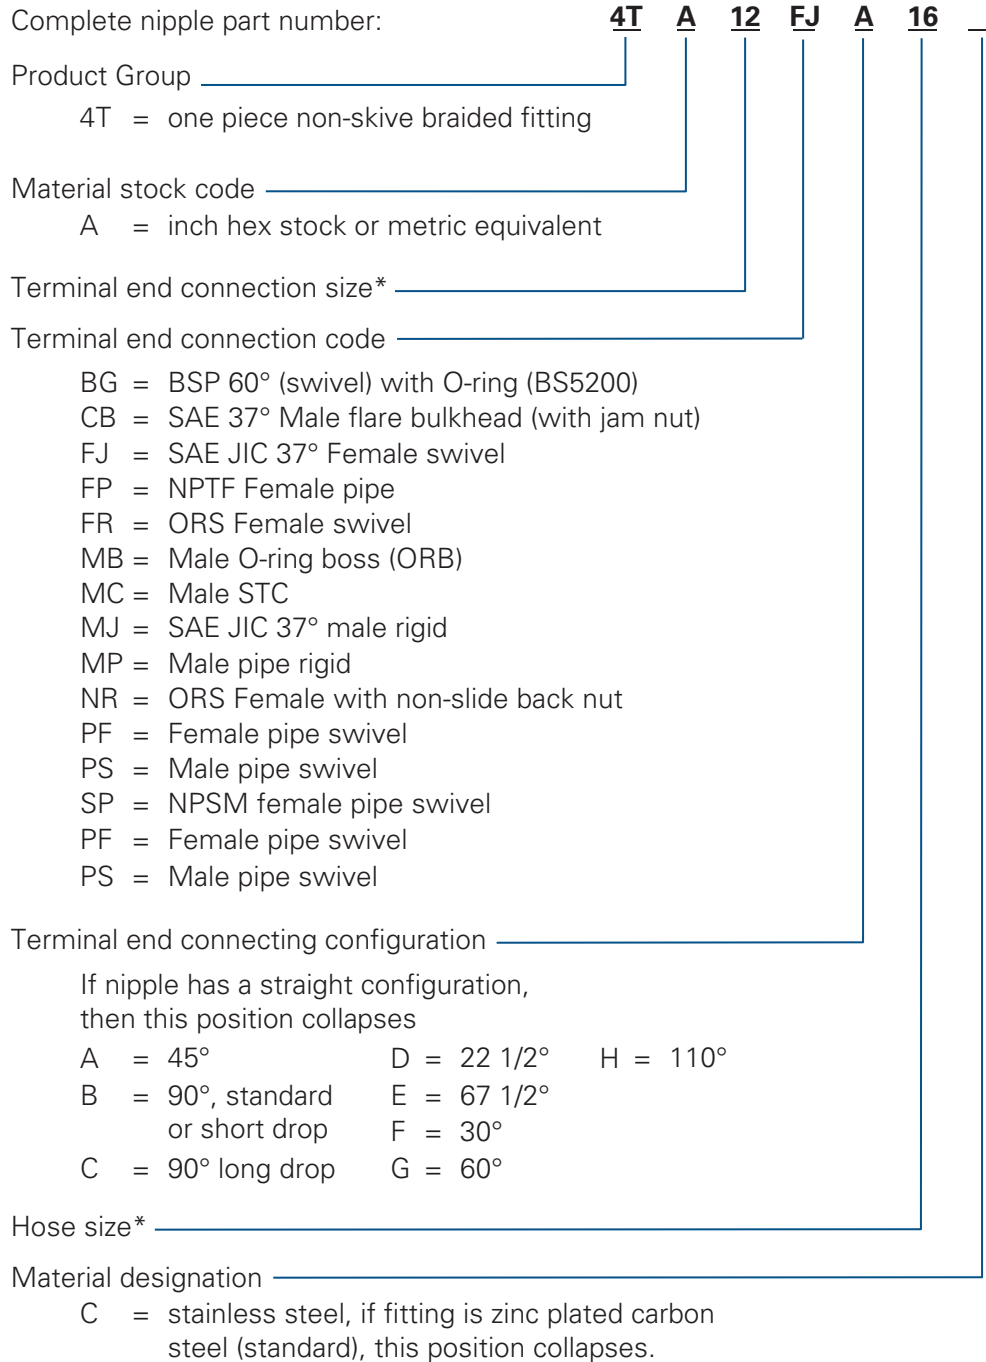 Complete nipple part number: 4T A 12 FJ A 16 _
Product Group
4T = one piece non-skive braided fitting
Material stock code
A = inch hex stock or metric equivalent
Terminal end connection size*
Terminal end connection code
BG = BSP 60° (swivel) with O-ring (BS5200)
CB = SAE 37° Male flare bulkhead (with jam nut)
FJ = SAE JIC 37° Female swivel
FP = NPTF Female pipe
FR = ORS Female swivel
MB = Male O-ring boss (ORB)
MC = Male STC
MJ = SAE JIC 37° male rigid
MP = Male pipe rigid
NR = ORS Female with non-slide back nut
PF = Female pipe swivel
PS = Male pipe swivel
SP = NPSM female pipe swivel
PF = Female pipe swivel
PS = Male pipe swivel
Terminal end connecting configuration
If nipple has a straight configuration,
then this position collapses
A = 45° D = 22 1/2° H = 110°
B = 90°, standard E = 67 1/2°
or short drop F = 30°
C = 90° long drop G = 60°
Hose size*
Material designation
C = stainless steel, if fitting is zinc plated carbon
steel (standard), this position collapses.